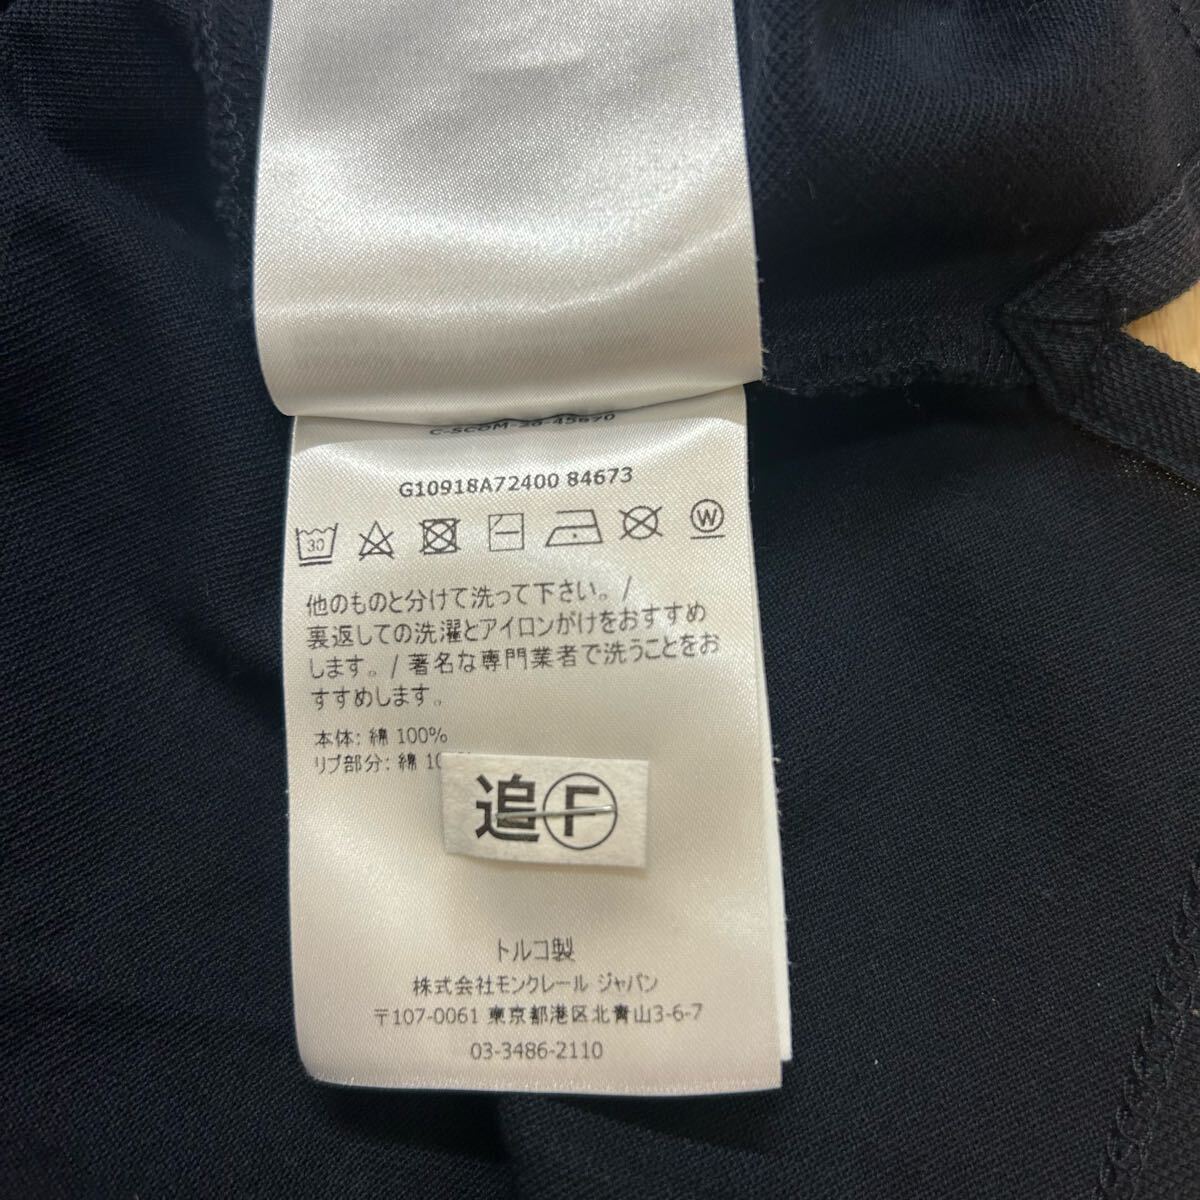 C-SCOM-20-45670
G10918A72400 84673
30
W
他のものと分けて洗って下さい。/
裏返しての洗濯とアイロンがけをおすすめ
します。/ 著名な専門業者で洗うことをお
すすめします。
本体: 綿 100%
リブ部分: 綿
追Ⓕ
トルコ製
株式会社モンクレール ジャパン
〒107-0061 東京都港区北青山3-6-7
03-3486-2110